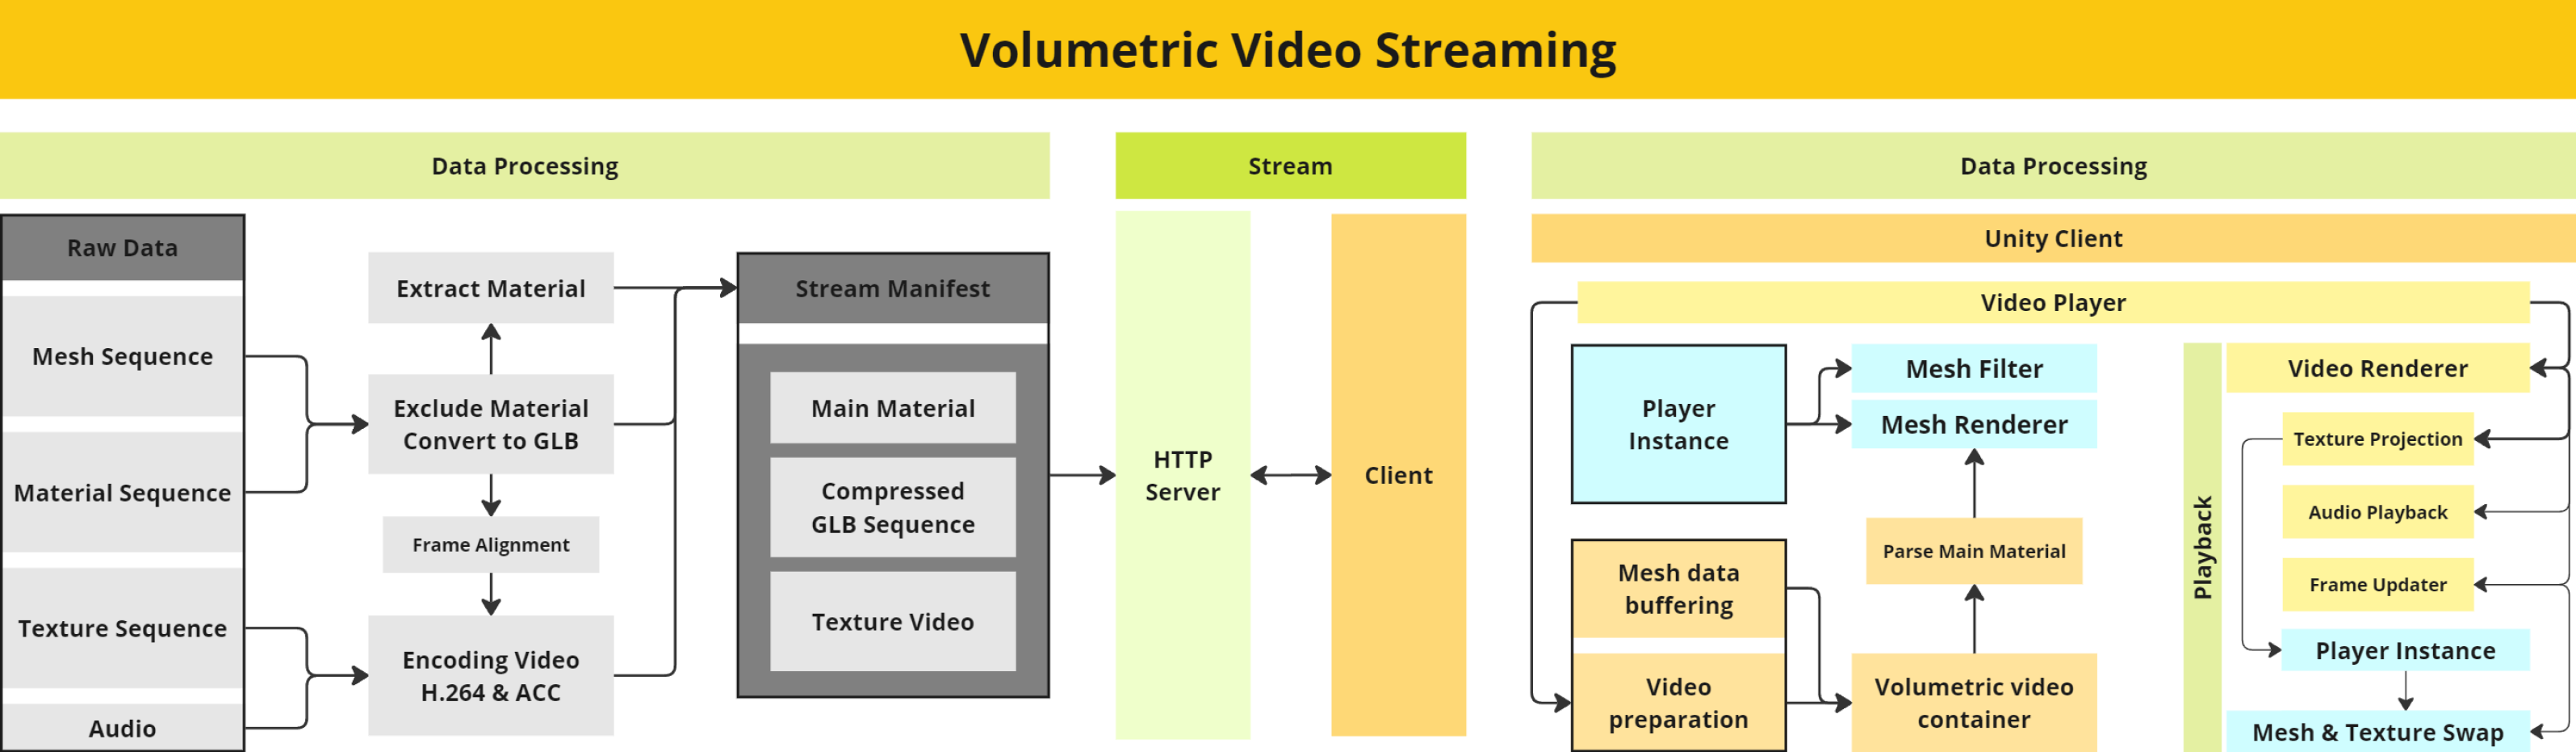 Volumetric Video Streaming
Data Processing
Stream
Data Processing
Raw Data
Mesh Sequence
Material Sequence
Texture Sequence
Audio
Extract Material
Exclude Material
Convert to GLB
Frame Alignment
Encoding Video
H.264 & ACC
Stream Manifest
Main Material
Compressed
GLB Sequence
Texture Video
HTTP
Server
Client
Unity Client
Video Player
Player
Instance
Mesh Filter
Mesh Renderer
Parse Main Material
Mesh data
buffering
Video
preparation
Volumetric video
container
Playback
Video Renderer
Texture Projection
Audio Playback
Frame Updater
Player Instance
Mesh & Texture Swap